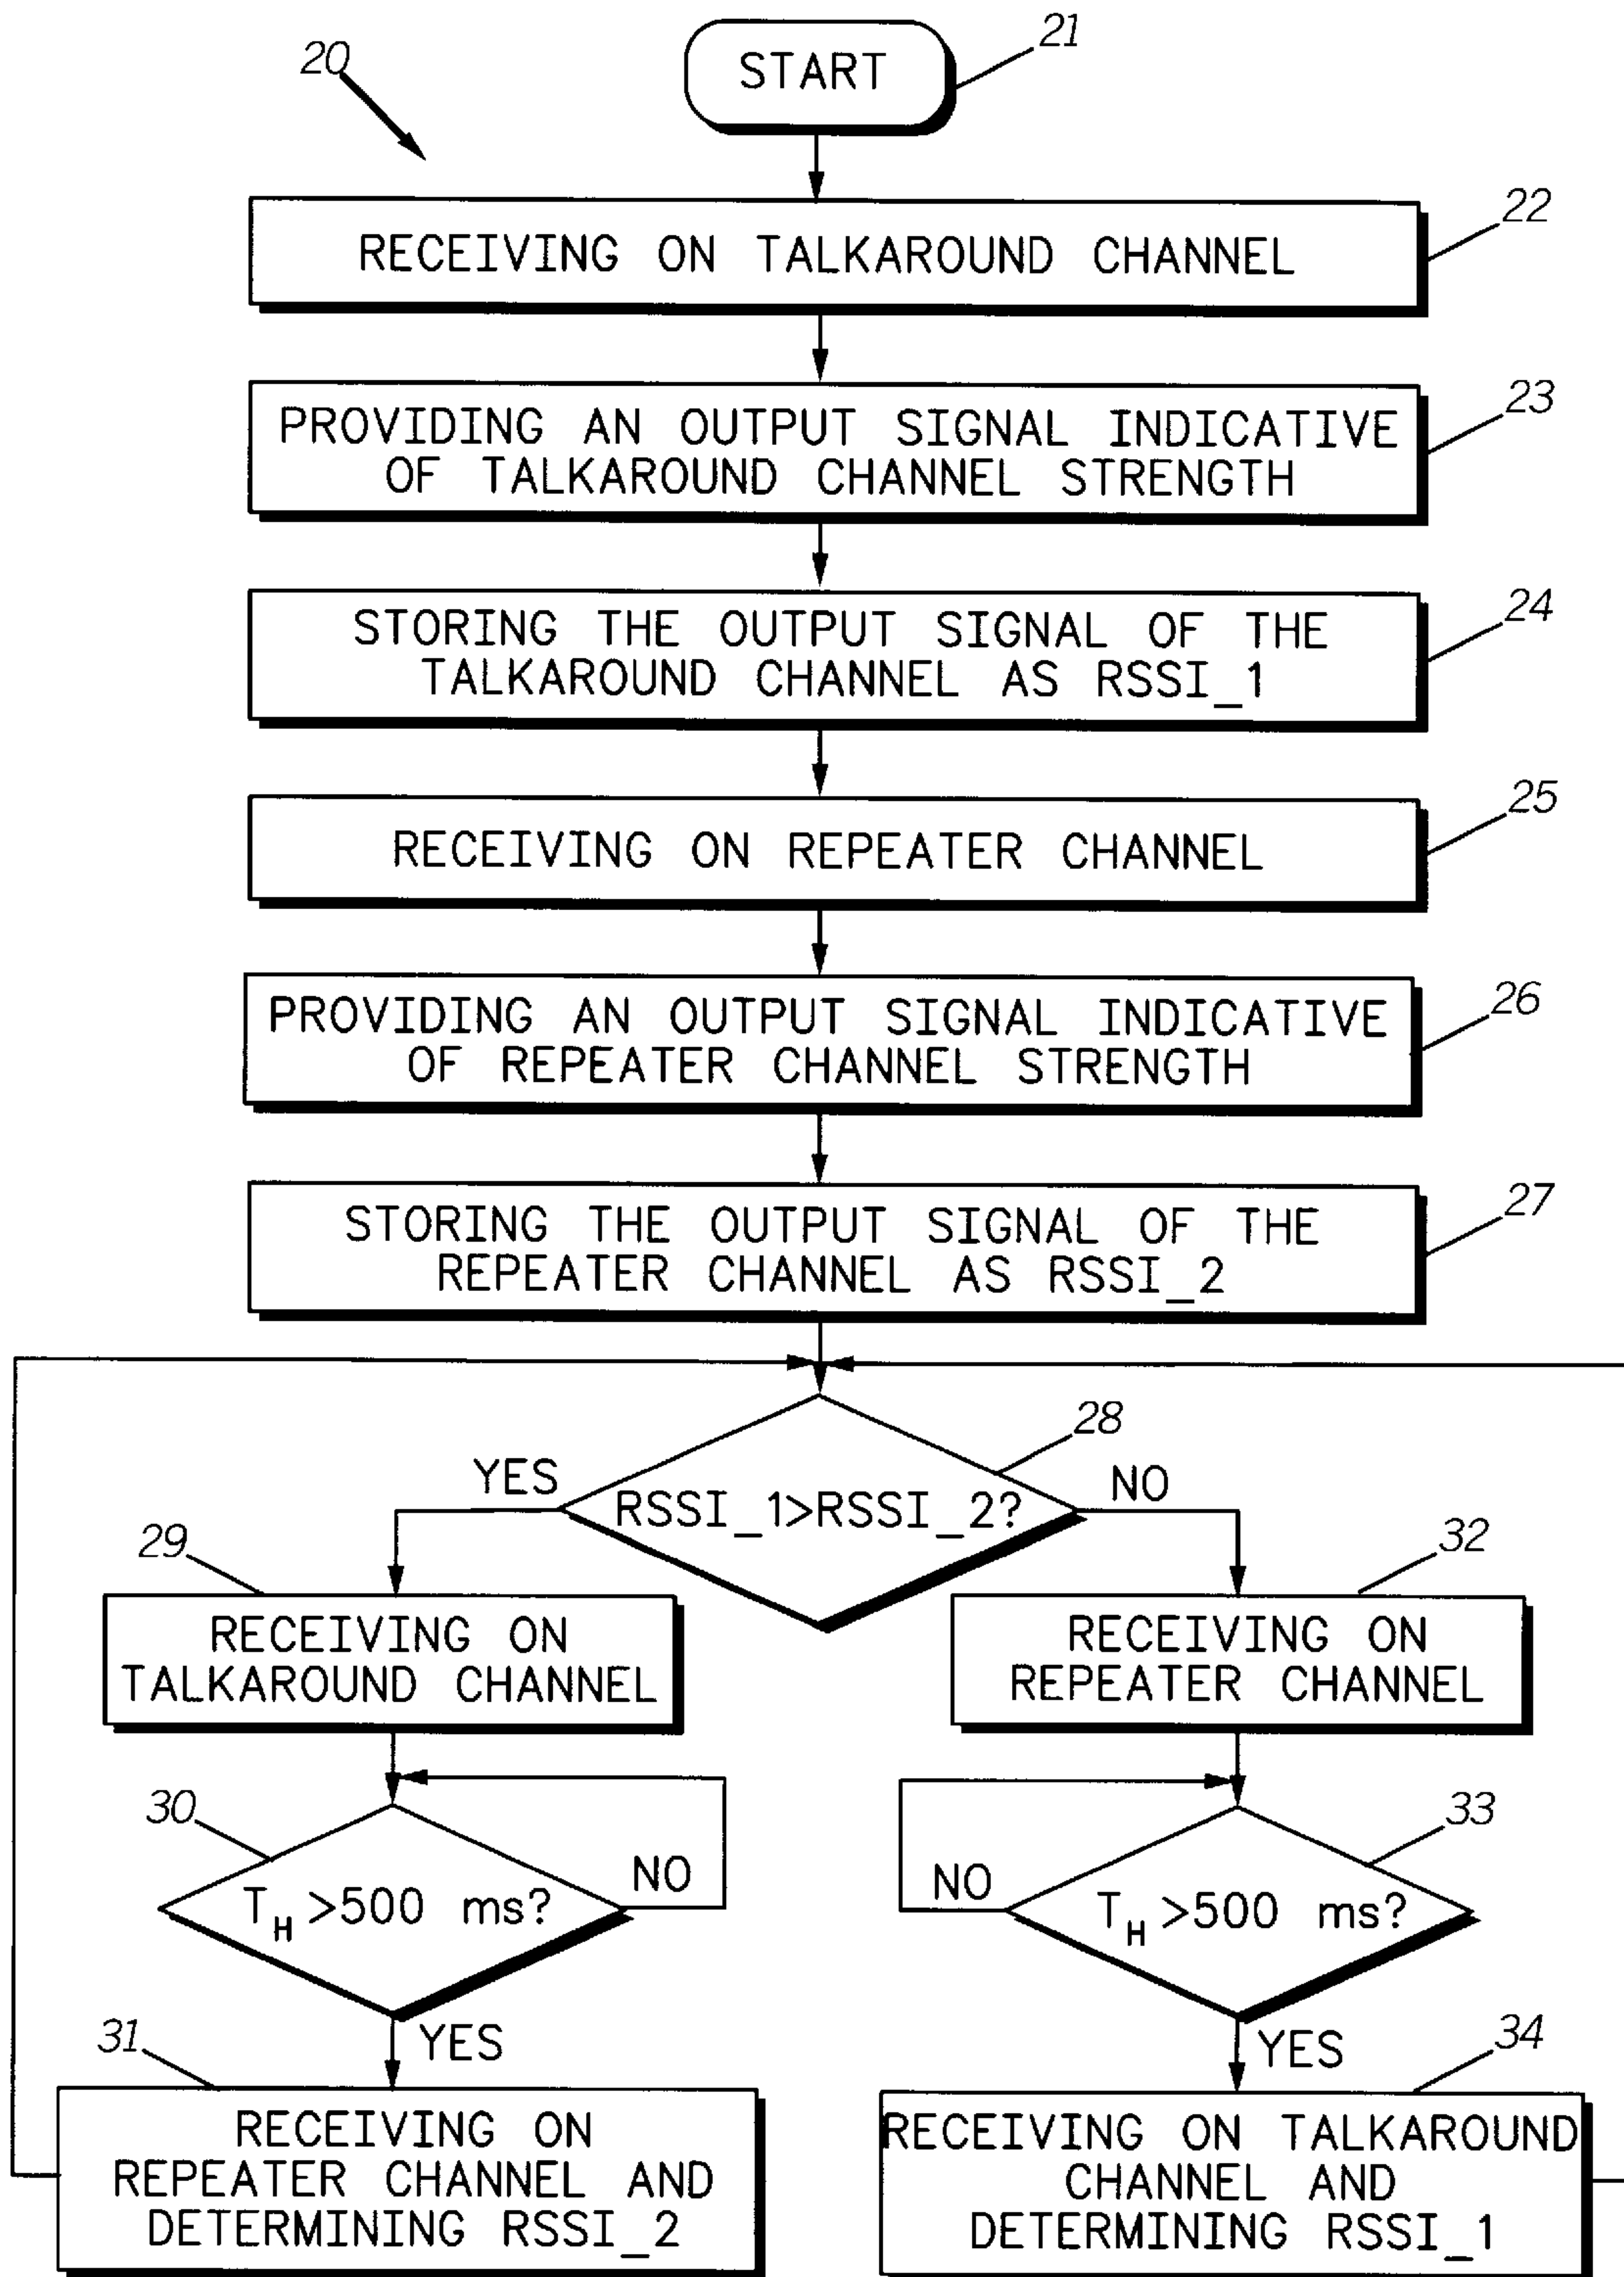 20
START
21
RECEIVING ON TALKAROUND CHANNEL
22
PROVIDING AN OUTPUT SIGNAL INDICATIVE
OF TALKAROUND CHANNEL STRENGTH
23
STORING THE OUTPUT SIGNAL OF THE
TALKAROUND CHANNEL AS RSSI_1
24
RECEIVING ON REPEATER CHANNEL
25
PROVIDING AN OUTPUT SIGNAL INDICATIVE
OF REPEATER CHANNEL STRENGTH
26
STORING THE OUTPUT SIGNAL OF THE
REPEATER CHANNEL AS RSSI_2
27
28
YES
RSSI_1>RSSI_2?
NO
29
RECEIVING ON
TALKAROUND CHANNEL
32
RECEIVING ON
REPEATER CHANNEL
30
T_H >500 ms?
NO
33
NO
T_H >500 ms?
31
YES
RECEIVING ON
REPEATER CHANNEL AND
DETERMINING RSSI_2
YES
34
RECEIVING ON TALKAROUND
CHANNEL AND
DETERMINING RSSI_1